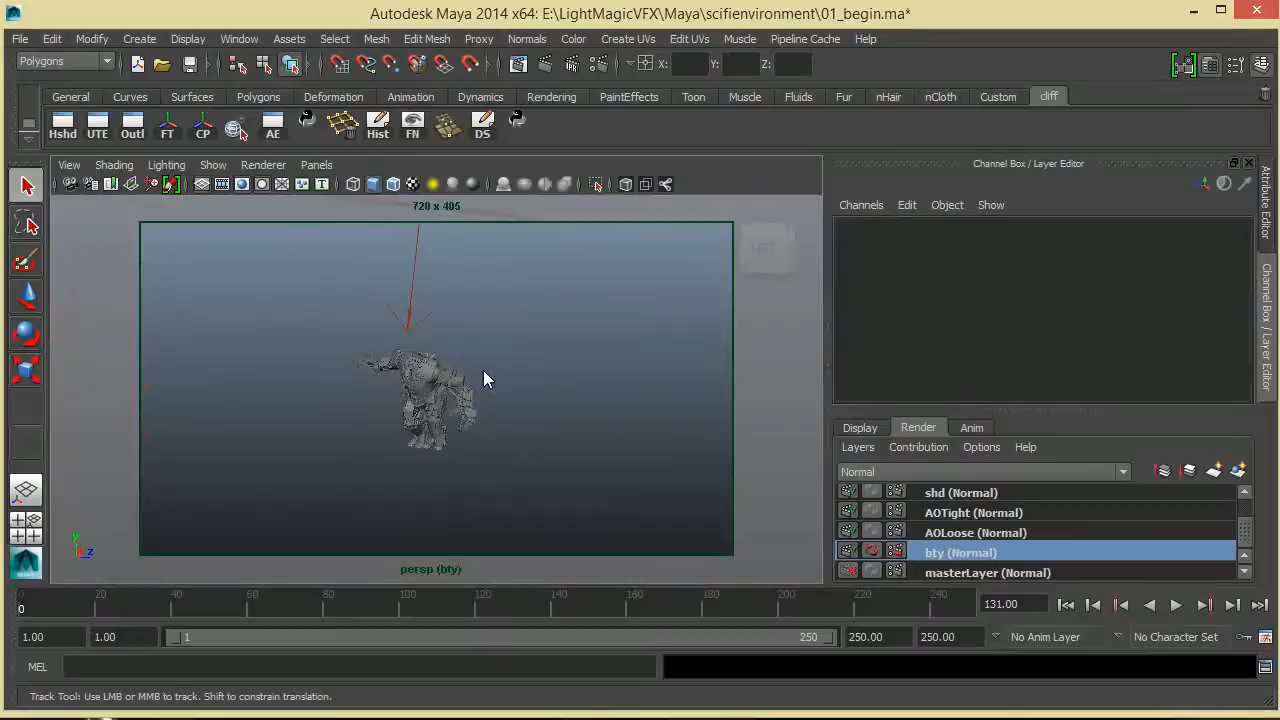 Autodesk Maya 2014 x64: E:\LightMagicVFX\Maya\scifienvironment\01_begin.ma*
File Edit Modify Create Display Window Assets Select Mesh Edit Mesh Proxy Normals Color Create UVs Edit UVs Muscle Pipeline Cache Help
Polygons X: Y: Z:
General Curves Surfaces Polygons Deformation Animation Dynamics Rendering PaintEffects Toon Muscle Fluids Fur nHair nCloth Custom cliff
Hshd UTE Outl FT CP AE Hist FN DS
View Shading Lighting Show Renderer Panels
Channel Box / Layer Editor
720 x 405
Channels Edit Object Show
Attribute Editor
Channel Box / Layer Editor
persp (bty)
y
z
Display Render Anim
Layers Contribution Options Help
Normal
shd (Normal)
AOTight (Normal)
AOLoose (Normal)
bty (Normal)
masterLayer (Normal)
0 20 40 60 80 100 120 140 160 180 200 220 240
0
131.00
1.00 1.00 1 250 250.00 250.00 No Anim Layer No Character Set
MEL
Track Tool: Use LMB or MMB to track. Shift to constrain translation.